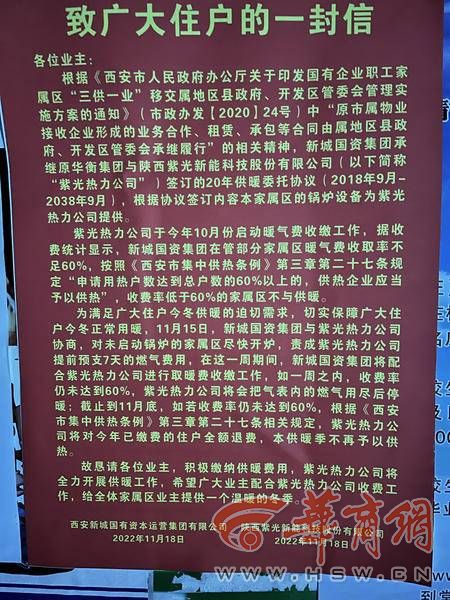 致广大住户的一封信
各位业主：
根据《西安市人民政府办公厅关于印发国有企业职工家
属区“三供一业”移交属地区县政府、开发区管委会管理实
施方案的通知》（市政办发【2020】24号）中“原市属物业
接收企业形成的业务合作、租赁、承包等合同由属地区县政
府、开发区管委会承继履行”的相关精神，新城国资集团承
继原华衡集团与陕西紫光新能科技股份有限公司（以下简称
“紫光热力公司”）签订的20年供暖委托协议（2018年9月-
2038年9月），根据协议签订内容本家属区的锅炉设备为紫光
热力公司提供。
紫光热力公司于今年10月份启动暖气费收缴工作，据收
费统计显示，新城国资集团在管部分家属区暖气费收取率不
足60%，按照《西安市集中供热条例》第三章第二十七条规
定“申请用热户数达到总户数的60%以上的，供热企业应当
予以供热”，收费率低于60%的家属区不与供暖。
为满足广大住户今冬供暖的迫切需求，切实保障广大住
户今冬正常用暖，11月15日，新城国资集团与紫光热力公司
协商，对未启动锅炉的家属区尽快开炉，责成紫光热力公司
提前预支7天的燃气费用，在这一周期间，新城国资集团将配
合紫光热力公司进行取暖费收缴工作，如一周之内，收费率
仍未达到60%，紫光热力公司将会把气表内的燃气用尽后停
暖；截止到11月底，如若收费率仍未达到60%，根据《西安
市集中供热条例》第三章第二十七条相关规定，紫光热力公
司将对今年已缴费的住户全额退费，本供暖季不再予以供
热。
故恳请各位业主，积极缴纳供暖费用，紫光热力公司将
全力开展供暖工作，希望广大业主配合紫光热力公司收费工
作，给全体家属区业主提供一个温暖的冬季。
西安新城国有资本运营集团有限公司 陕西紫光新能科技股份有限公司
2022年11月18日 2022年11月18日
华商網
WWW.HSW.CN